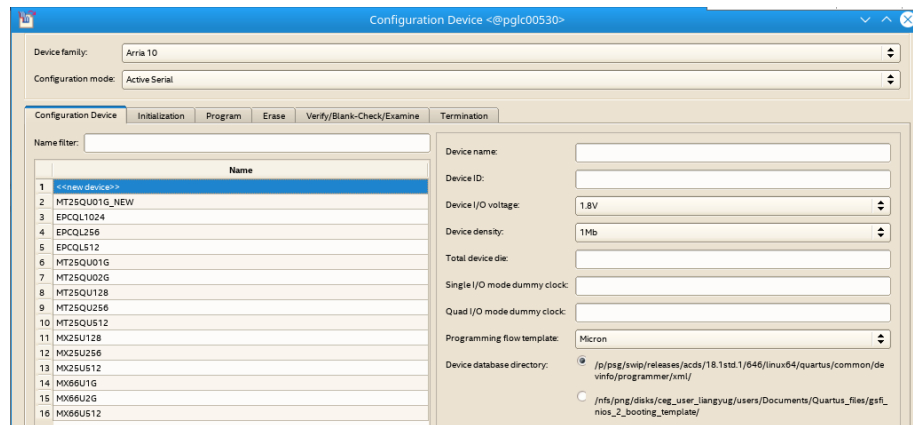 Configuration Device <@pglc00530>
Device family:
Arria 10
Configuration mode:
Active Serial
Configuration Device
Initialization
Program
Erase
Verify/Blank-Check/Examine
Termination
Name filter:
Name
1 <<new device>>
2 MT25QU01G_NEW
3 EPCQL1024
4 EPCQL256
5 EPCQL512
6 MT25QU01G
7 MT25QU02G
8 MT25QU128
9 MT25QU256
10 MT25QU512
11 MX25U128
12 MX25U256
13 MX25U512
14 MX66U1G
15 MX66U2G
16 MX66U512
Device name:
Device ID:
Device I/O voltage:
1.8V
Device density:
1Mb
Total device die:
Single I/O mode dummy clock:
Quad I/O mode dummy clock:
Programming flow template:
Micron
Device database directory:
/p/psg/swip/releases/acds/18.1std.1/646/linux64/quartus/common/de
vinfo/programmer/xml/
/nfs/png/disks/ceg_user_liangyug/users/Documents/Quartus_files/gsfi_
nios_2_booting_template/